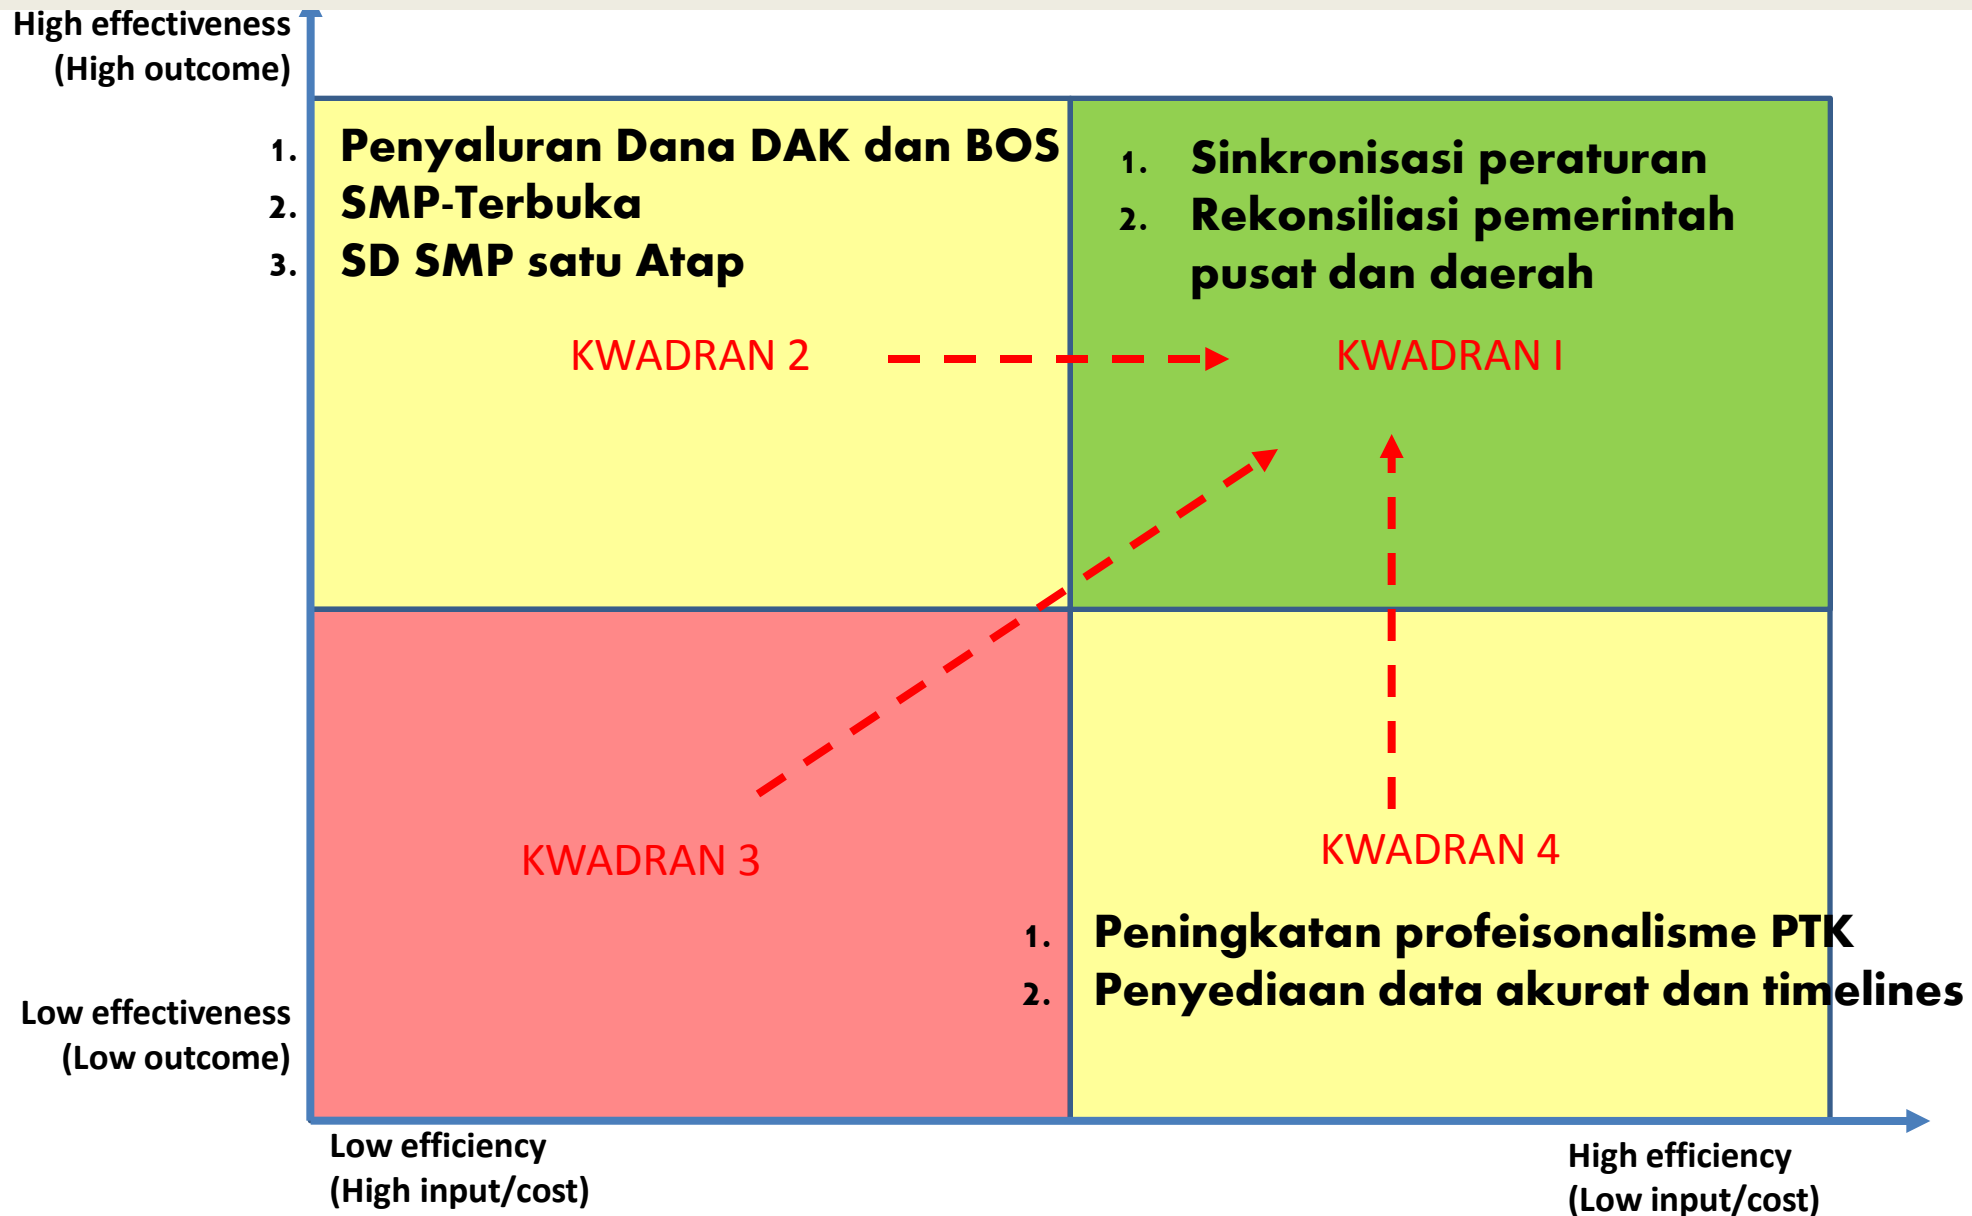 High effectiveness
(High outcome)
1. Penyaluran Dana DAK dan BOS
2. SMP-Terbuka
3. SD SMP satu Atap
KWADRAN 2
1. Sinkronisasi peraturan
2. Rekonsiliasi pemerintah
pusat dan daerah
KWADRAN I
KWADRAN 3
KWADRAN 4
1. Peningkatan profeisonalisme PTK
2. Penyediaan data akurat dan timelines
Low effectiveness
(Low outcome)
Low efficiency
(High input/cost)
High efficiency
(Low input/cost)